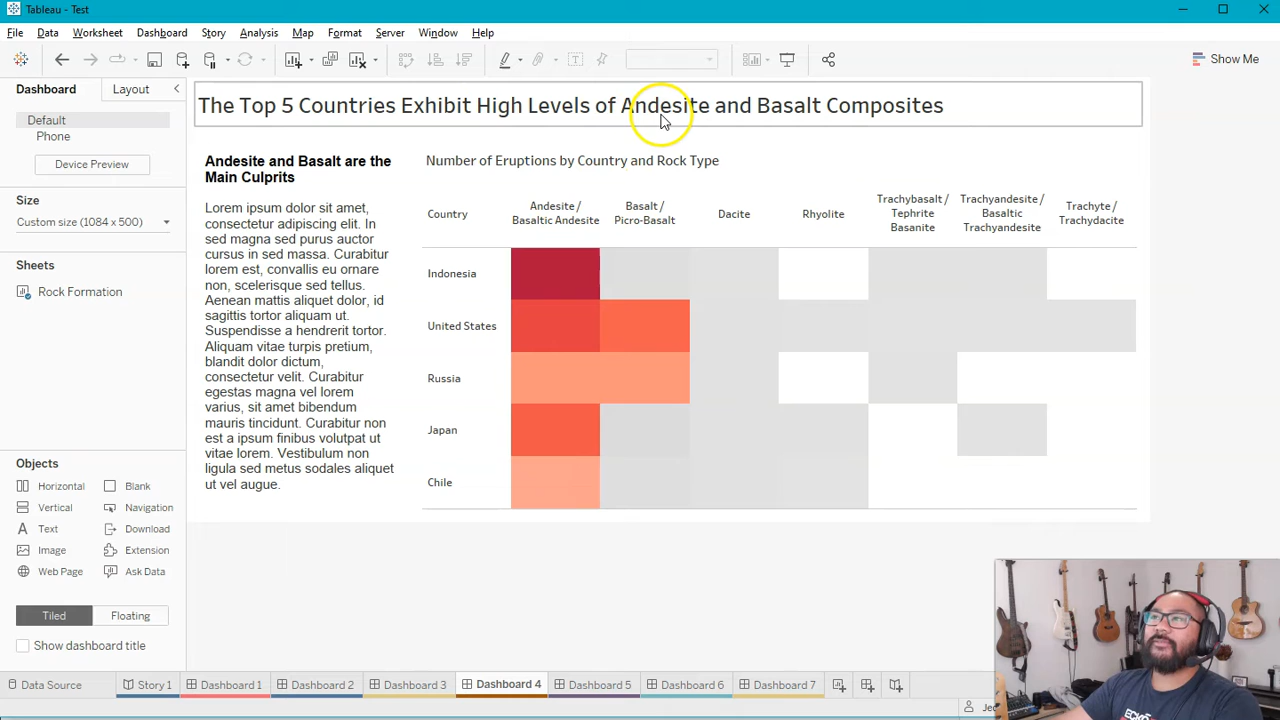 Tableau - Test
File Data Worksheet Dashboard Story Analysis Map Format Server Window Help
Show Me
Dashboard Layout
Default
Phone
Device Preview
Size
Custom size (1084 x 500)
Sheets
Rock Formation
Objects
Horizontal Blank
Vertical Navigation
Text Download
Image Extension
Web Page Ask Data
Tiled Floating
Show dashboard title
The Top 5 Countries Exhibit High Levels of Andesite and Basalt Composites
Andesite and Basalt are the
Main Culprits
Lorem ipsum dolor sit amet,
consectetur adipiscing elit. In
sed magna sed purus auctor
cursus in sed massa. Curabitur
lorem est, convallis eu ornare
non, scelerisque sed tellus.
Aenean mattis aliquet dolor, id
sagittis tortor aliquam ut.
Suspendisse a hendrerit tortor.
Aliquam vitae turpis pretium,
blandit dolor dictum,
consectetur velit. Curabitur
egestas magna vel lorem
varius, sit amet bibendum
mauris tincidunt. Curabitur non
est a ipsum finibus volutpat ut
vitae lorem. Vestibulum non
ligula sed metus sodales aliquet
ut vel augue.
Number of Eruptions by Country and Rock Type
Country
Andesite /
Basaltic Andesite
Basalt /
Picro-Basalt
Dacite
Rhyolite
Trachybasalt /
Tephrite
Basanite
Trachyandesite /
Basaltic
Trachyandesite
Trachyte /
Trachydacite
Indonesia
United States
Russia
Japan
Chile
Data Source Story 1 Dashboard 1 Dashboard 2 Dashboard 3 Dashboard 4 Dashboard 5 Dashboard 6 Dashboard 7